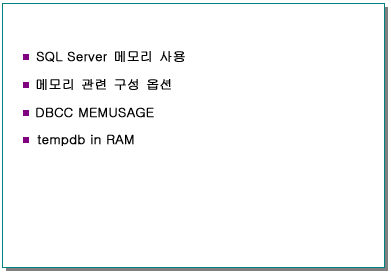 SQL Server 메모리 사용
메모리 관련 구성 옵션
DBCC MEMUSAGE
tempdb in RAM